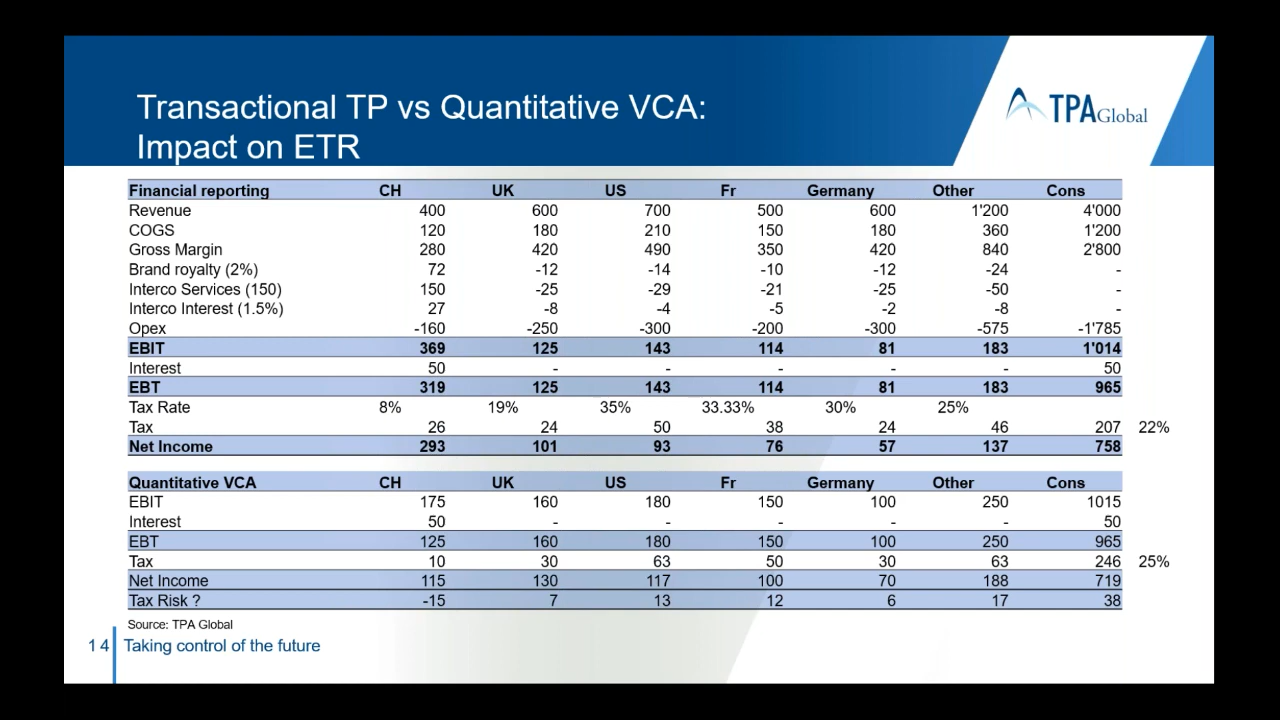 Transactional TP vs Quantitative VCA:
Impact on ETR
TPAGlobal
Financial reporting CH UK US Fr Germany Other Cons
Revenue 400 600 700 500 600 1'200 4'000
COGS 120 180 210 150 180 360 1'200
Gross Margin 280 420 490 350 420 840 2'800
Brand royalty (2%) 72 -12 -14 -10 -12 -24 -
Interco Services (150) 150 -25 -29 -21 -25 -50 -
Interco Interest (1.5%) 27 -8 -4 -5 -2 -8 -
Opex -160 -250 -300 -200 -300 -575 -1'785
EBIT 369 125 143 114 81 183 1'014
Interest 50 - - - - - 50
EBT 319 125 143 114 81 183 965
Tax Rate 8% 19% 35% 33.33% 30% 25%
Tax 26 24 50 38 24 46 207 22%
Net Income 293 101 93 76 57 137 758
Quantitative VCA CH UK US Fr Germany Other Cons
EBIT 175 160 180 150 100 250 1015
Interest 50 - - - - - 50
EBT 125 160 180 150 100 250 965
Tax 10 30 63 50 30 63 246 25%
Net Income 115 130 117 100 70 188 719
Tax Risk ? -15 7 13 12 6 17 38
Source: TPA Global
14 Taking control of the future